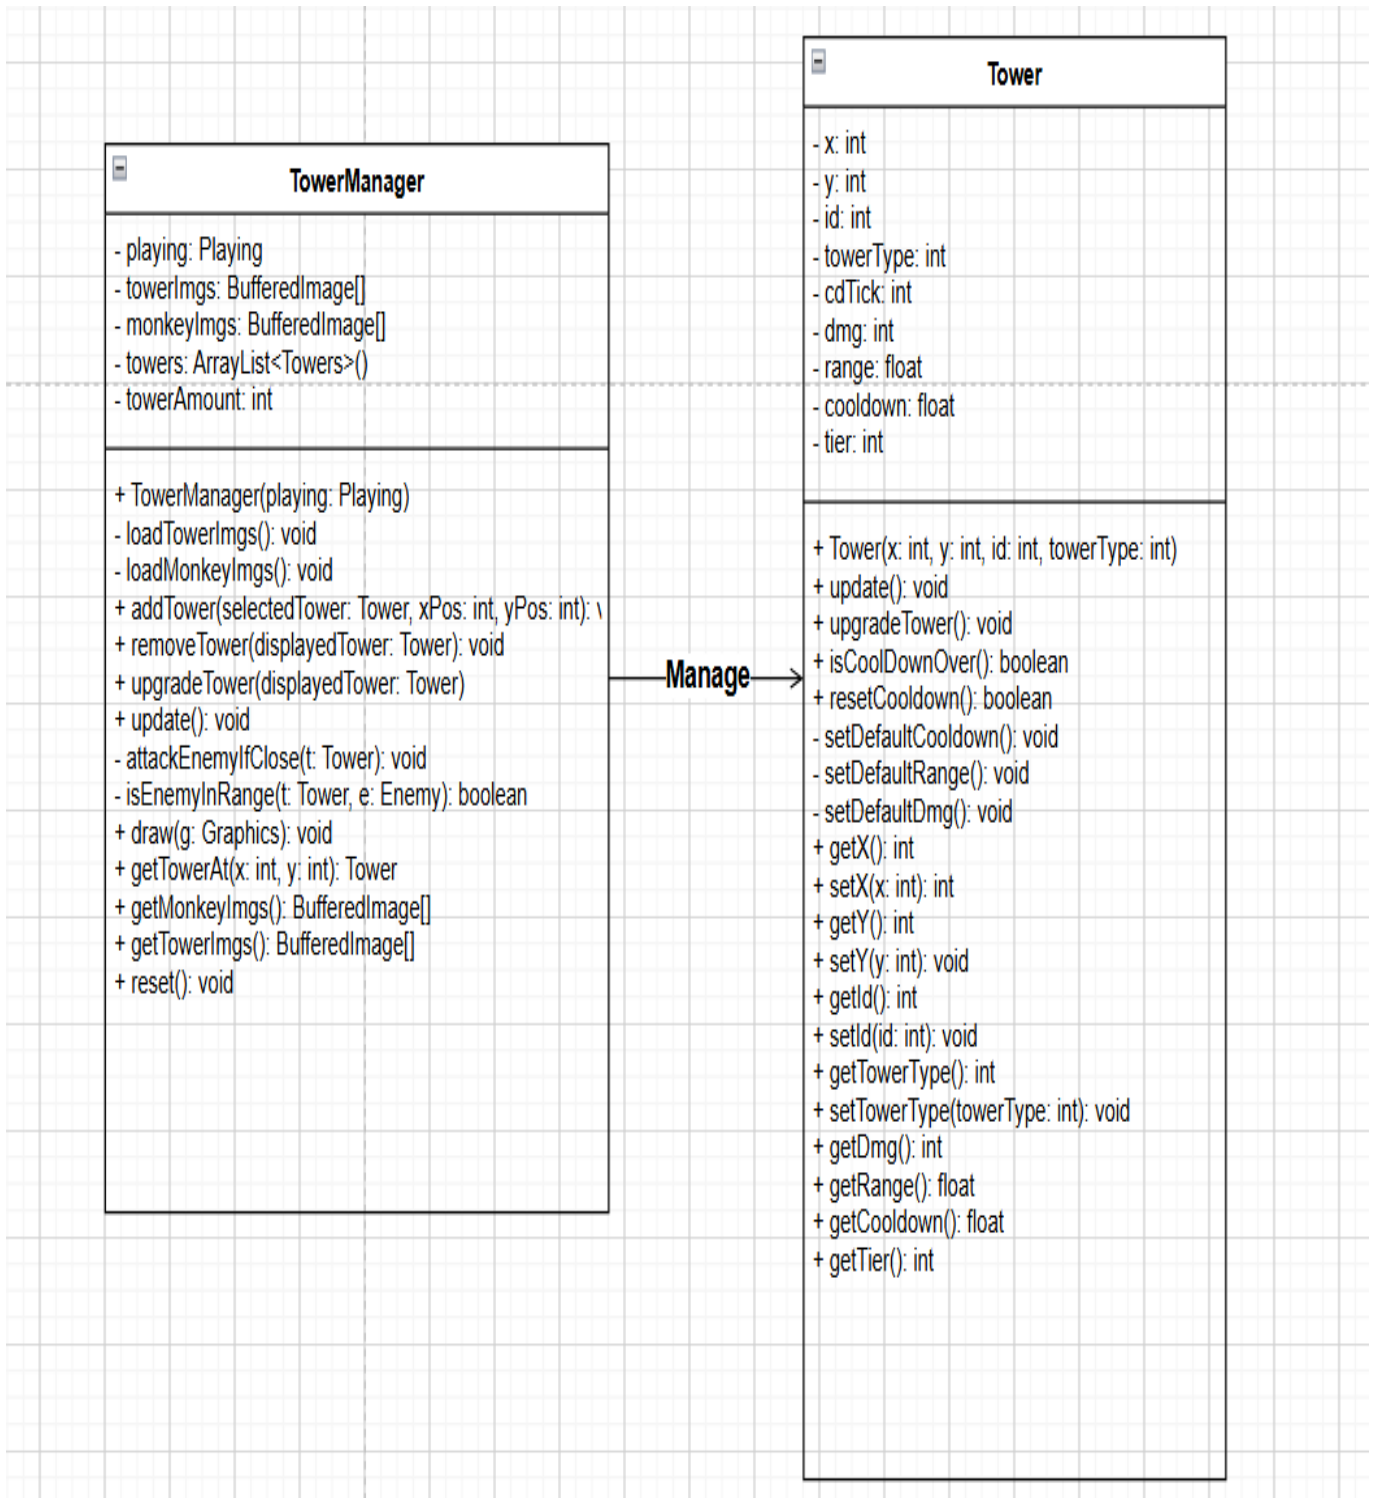 TowerManager
- playing: Playing
- towerImgs: BufferedImage[]
- monkeyImgs: BufferedImage[]
- towers: ArrayList<Towers>()
- towerAmount: int
+ TowerManager(playing: Playing)
- loadTowerImgs(): void
- loadMonkeyImgs(): void
+ addTower(selectedTower: Tower, xPos: int, yPos: int):
+ removeTower(displayedTower: Tower): void
+ upgradeTower(displayedTower: Tower)
+ update(): void
- attackEnemyIfClose(t: Tower): void
- isEnemyInRange(t: Tower, e: Enemy): boolean
+ draw(g: Graphics): void
+ getTowerAt(x: int, y: int): Tower
+ getMonkeyImgs(): BufferedImage[]
+ getTowerImgs(): BufferedImage[]
+ reset(): void
Manage
Tower
- x: int
- y: int
- id: int
- towerType: int
- cdTick: int
- dmg: int
- range: float
- cooldown: float
- tier: int
+ Tower(x: int, y: int, id: int, towerType: int)
+ update(): void
+ upgradeTower(): void
+ isCoolDownOver(): boolean
+ resetCooldown(): boolean
- setDefaultCooldown(): void
- setDefaultRange(): void
- setDefaultDmg(): void
+ getX(): int
+ setX(x: int): int
+ getY(): int
+ setY(y: int): void
+ getId(): int
+ setId(id: int): void
+ getTowerType(): int
+ setTowerType(towerType: int): void
+ getDmg(): int
+ getRange(): float
+ getCooldown(): float
+ getTier(): int